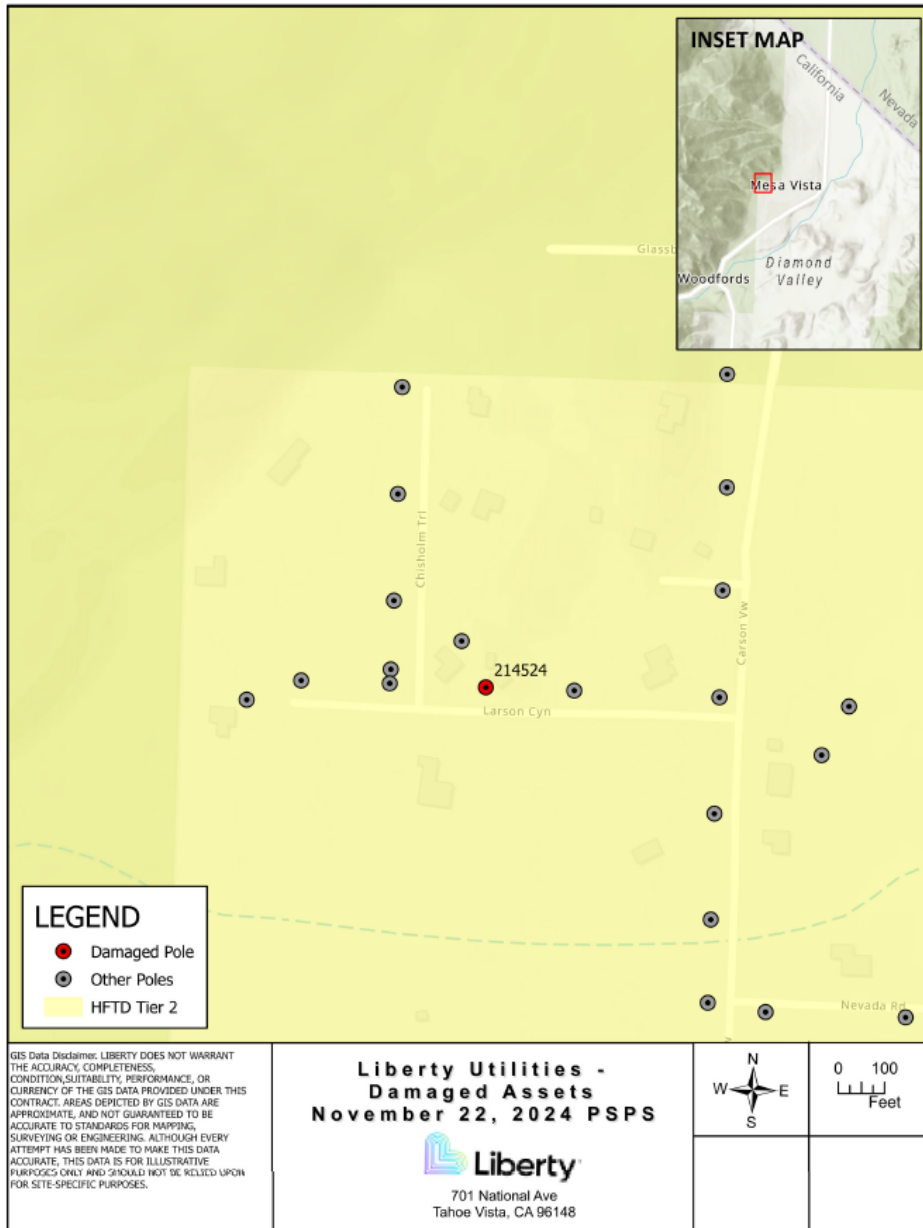 INSET MAP
California
Nevada
Mesa Vista
Woodfords
Diamond
Valley
Chisholm Trl
Carson Vw
214524
Larson Cyn
Nevada Rd
LEGEND
Damaged Pole
Other Poles
HFTD Tier 2
GIS Data Disclaimer. LIBERTY DOES NOT WARRANT
THE ACCURACY, COMPLETENESS,
CONDITION,SUITABILITY, PERFORMANCE, OR
CURRENCY OF THE GIS DATA PROVIDED UNDER THIS
CONTRACT. AREAS DEPICTED BY GIS DATA ARE
APPROXIMATE, AND NOT GUARANTEED TO BE
ACCURATE TO STANDARDS FOR MAPPING,
SURVEYING OR ENGINEERING. ALTHOUGH EVERY
ATTEMPT HAS BEEN MADE TO MAKE THIS DATA
ACCURATE, THIS DATA IS FOR ILLUSTRATIVE
PURPOSES ONLY AND SHOULD NOT BE RELIED UPON
FOR SITE-SPECIFIC PURPOSES.
Liberty Utilities -
Damaged Assets
November 22, 2024 PSPS
Liberty
701 National Ave
Tahoe Vista, CA 96148
N
W E
S
0 100
Feet